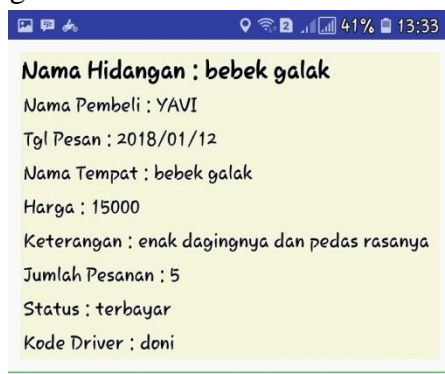 2 41% 13:33
Nama Hidangan : bebek galak
Nama Pembeli : YAVI
Tgl Pesan : 2018/01/12
Nama Tempat : bebek galak
Harga : 15000
Keterangan : enak dagingnya dan pedas rasanya
Jumlah Pesanan : 5
Status : terbayar
Kode Driver : doni